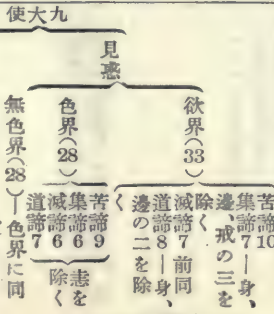 九大使
見惑
欲界(33)
苦諦10
集諦7—身、
邊、戒の三を
除く
滅諦7 前同
道諦8—身、
邊の二を除
く
色界(28)
苦諦9
集諦6
滅諦6
道諦7
恚を
除く
無色界(28)—色界に同